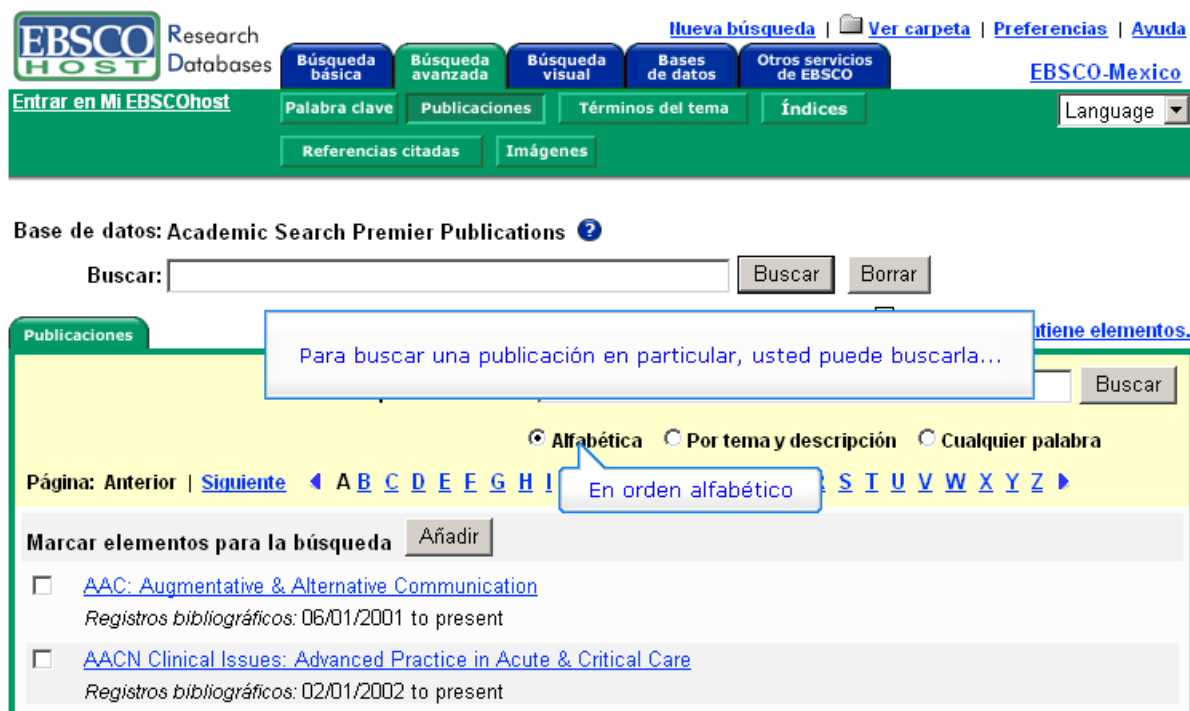 EBSCO Research
HOST Databases
Nueva búsqueda | Ver carpeta | Preferencias | Ayuda
Búsqueda básica
Búsqueda avanzada
Búsqueda visual
Bases de datos
Otros servicios de EBSCO
EBSCO-Mexico
Entrar en Mi EBSCOhost
Palabra clave Publicaciones Términos del tema Índices
Language
Referencias citadas Imágenes
Base de datos: Academic Search Premier Publications ?
Buscar: Buscar Borrar
Publicaciones
elementos.
Para buscar una publicación en particular, usted puede buscarla...
Buscar
Alfabética Por tema y descripción Cualquier palabra
Página: Anterior | Siguiente A B C D E F G H I S T U V W X Y Z
En orden alfabético
Marcar elementos para la búsqueda Añadir
AAC: Augmentative & Alternative Communication
Registros bibliográficos: 06/01/2001 to present
AACN Clinical Issues: Advanced Practice in Acute & Critical Care
Registros bibliográficos: 02/01/2002 to present